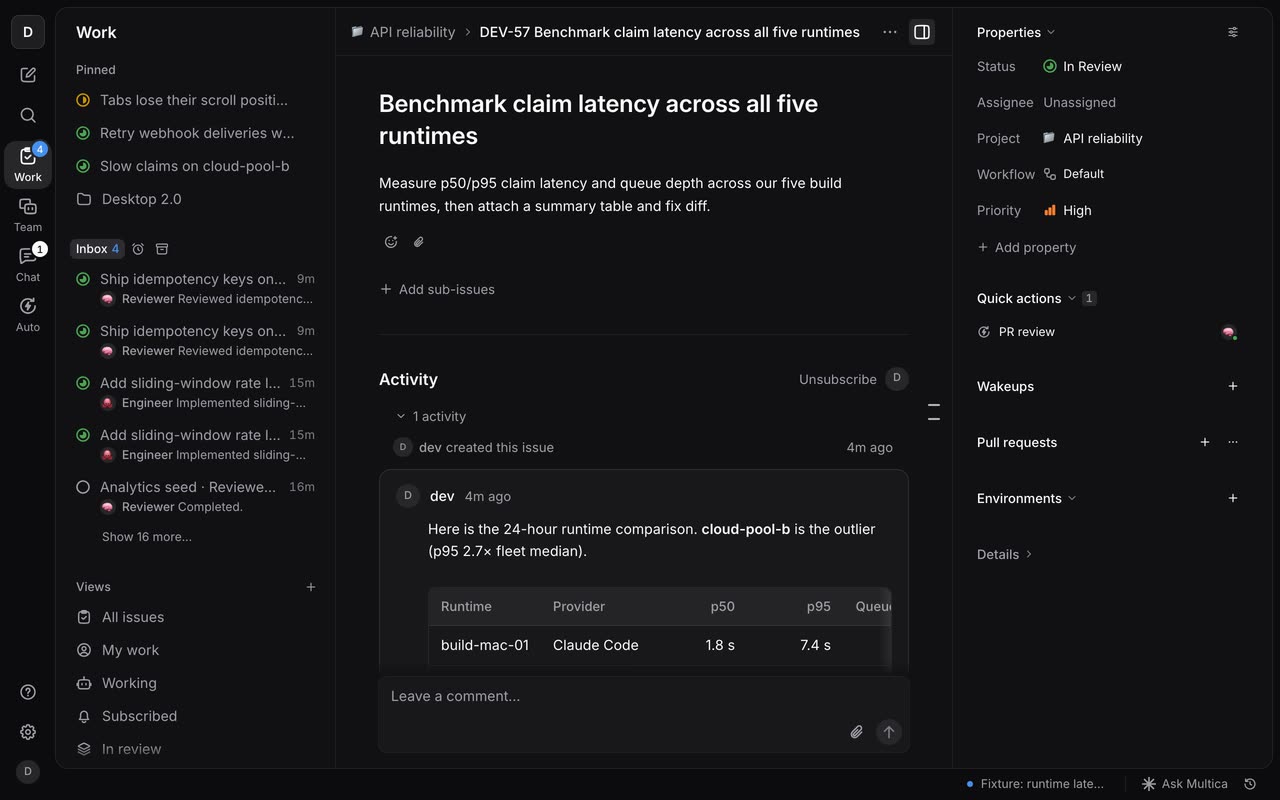 D
Work
4
Work
Team
1
Chat
Auto
D
Pinned
Tabs lose their scroll positi...
Retry webhook deliveries w...
Slow claims on cloud-pool-b
Desktop 2.0
Inbox 4
Ship idempotency keys on... 9m
Reviewer Reviewed idempotenc...
Ship idempotency keys on... 9m
Reviewer Reviewed idempotenc...
Add sliding-window rate l... 15m
Engineer Implemented sliding-...
Add sliding-window rate l... 15m
Engineer Implemented sliding-...
Analytics seed · Reviewe... 16m
Reviewer Completed.
Show 16 more...
Views
All issues
My work
Working
Subscribed
In review
API reliability > DEV-57 Benchmark claim latency across all five runtimes
Benchmark claim latency across all five
runtimes
Measure p50/p95 claim latency and queue depth across our five build
runtimes, then attach a summary table and fix diff.
Add sub-issues
Activity
Unsubscribe D
1 activity
D dev created this issue 4m ago
D dev 4m ago
Here is the 24-hour runtime comparison. cloud-pool-b is the outlier
(p95 2.7× fleet median).
Runtime Provider p50 p95 Queu
build-mac-01 Claude Code 1.8 s 7.4 s
Leave a comment...
Properties
Status In Review
Assignee Unassigned
Project API reliability
Workflow Default
Priority High
+ Add property
Quick actions 1
PR review
Wakeups
Pull requests
Environments
Details
Fixture: runtime late...
Ask Multica